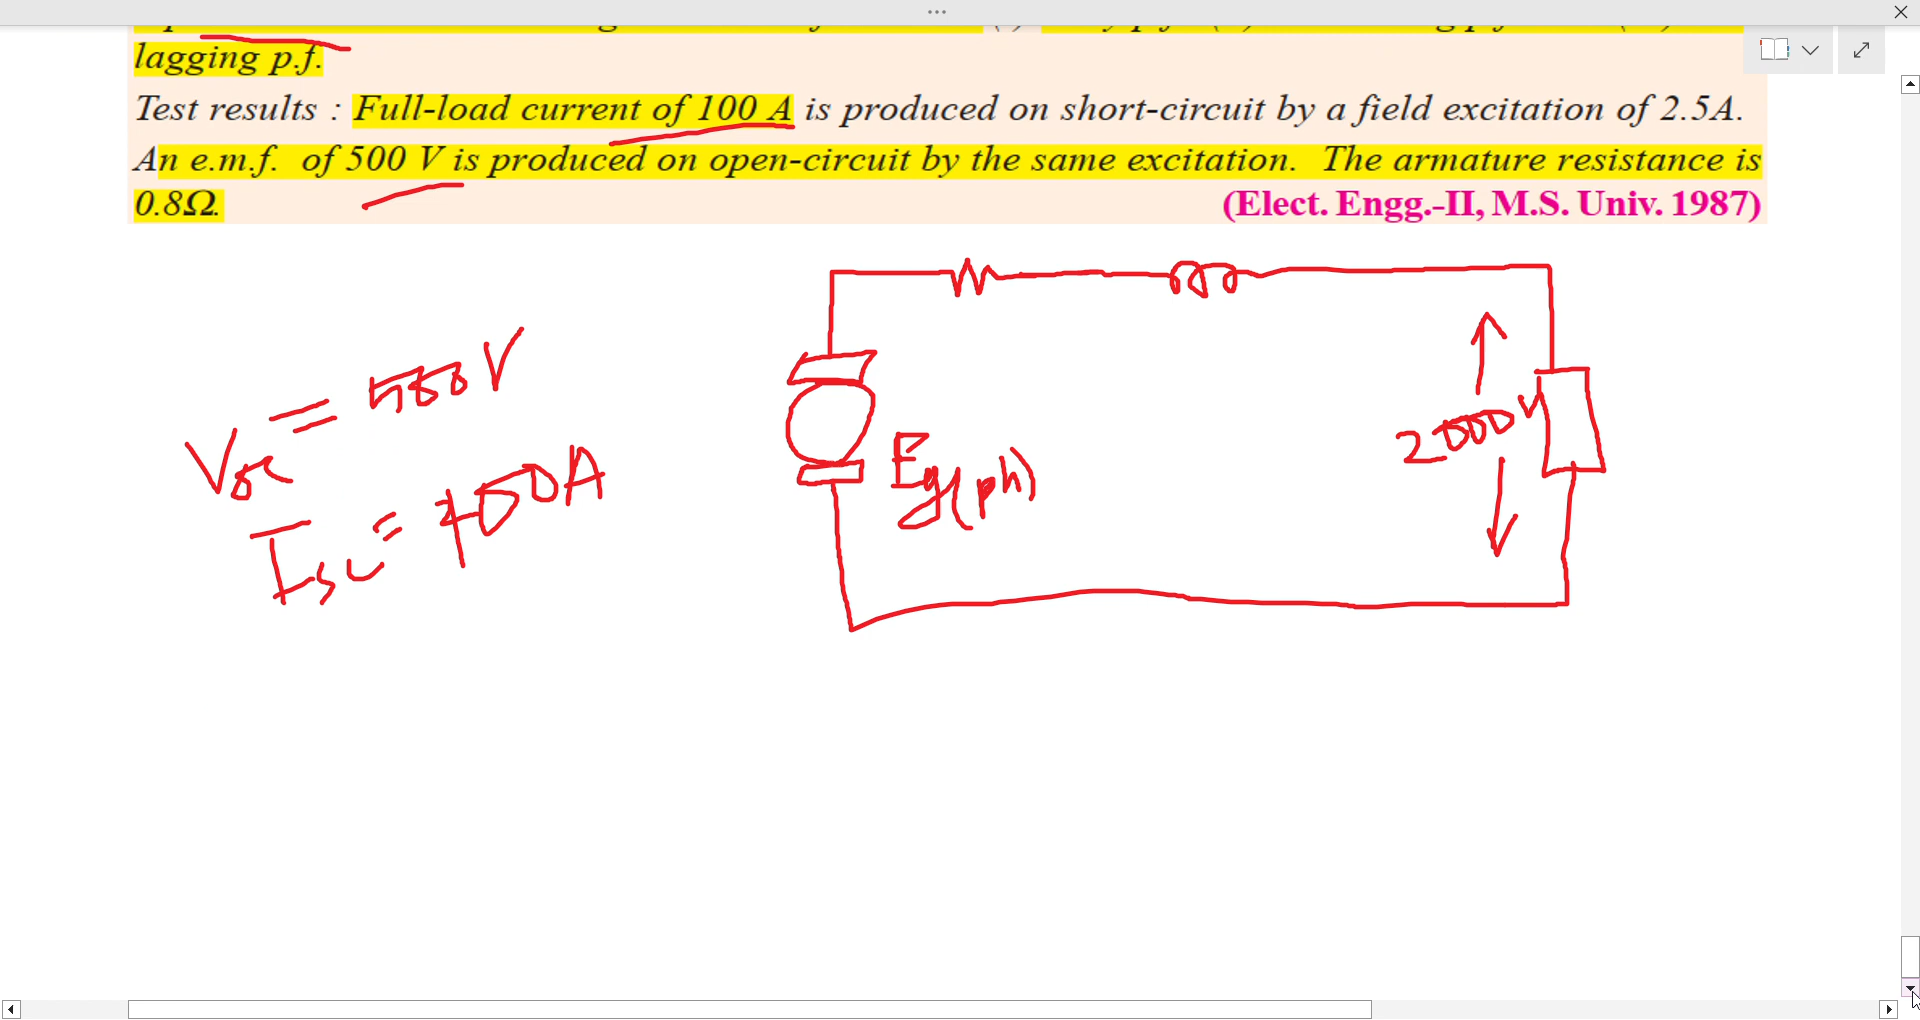 lagging p.f.
Test results : Full-load current of 100 A is produced on short-circuit by a field excitation of 2.5A.
An e.m.f. of 500 V is produced on open-circuit by the same excitation. The armature resistance is
0.8Ω.
(Elect. Engg.-II, M.S. Univ. 1987)
Voc = 500 V
Isc = 100A
Eg(ph)
2000 V